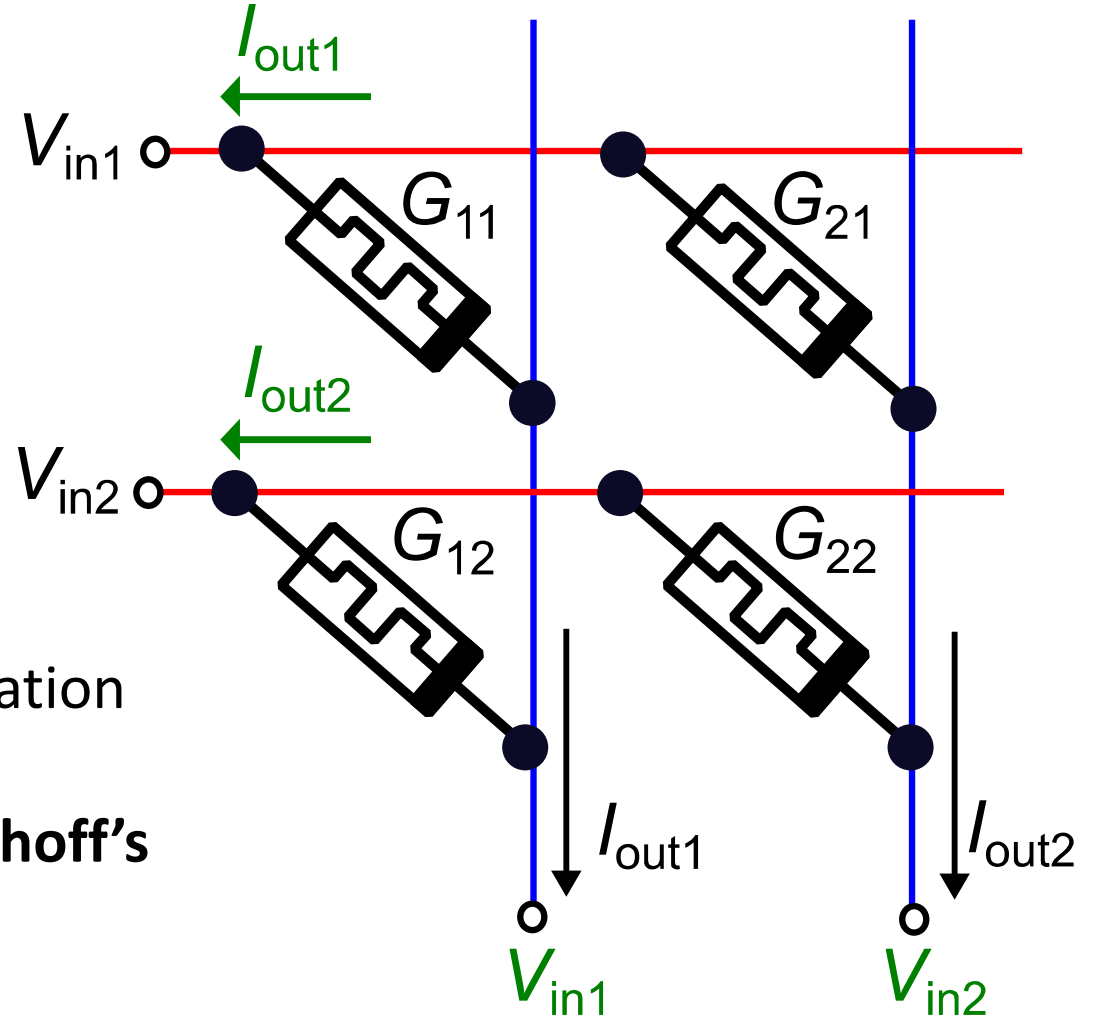 Iout1
Vin1
G11
G21
Iout2
Vin2
G12
G22
ation
hoff’s
Iout1
Iout2
Vin1
Vin2